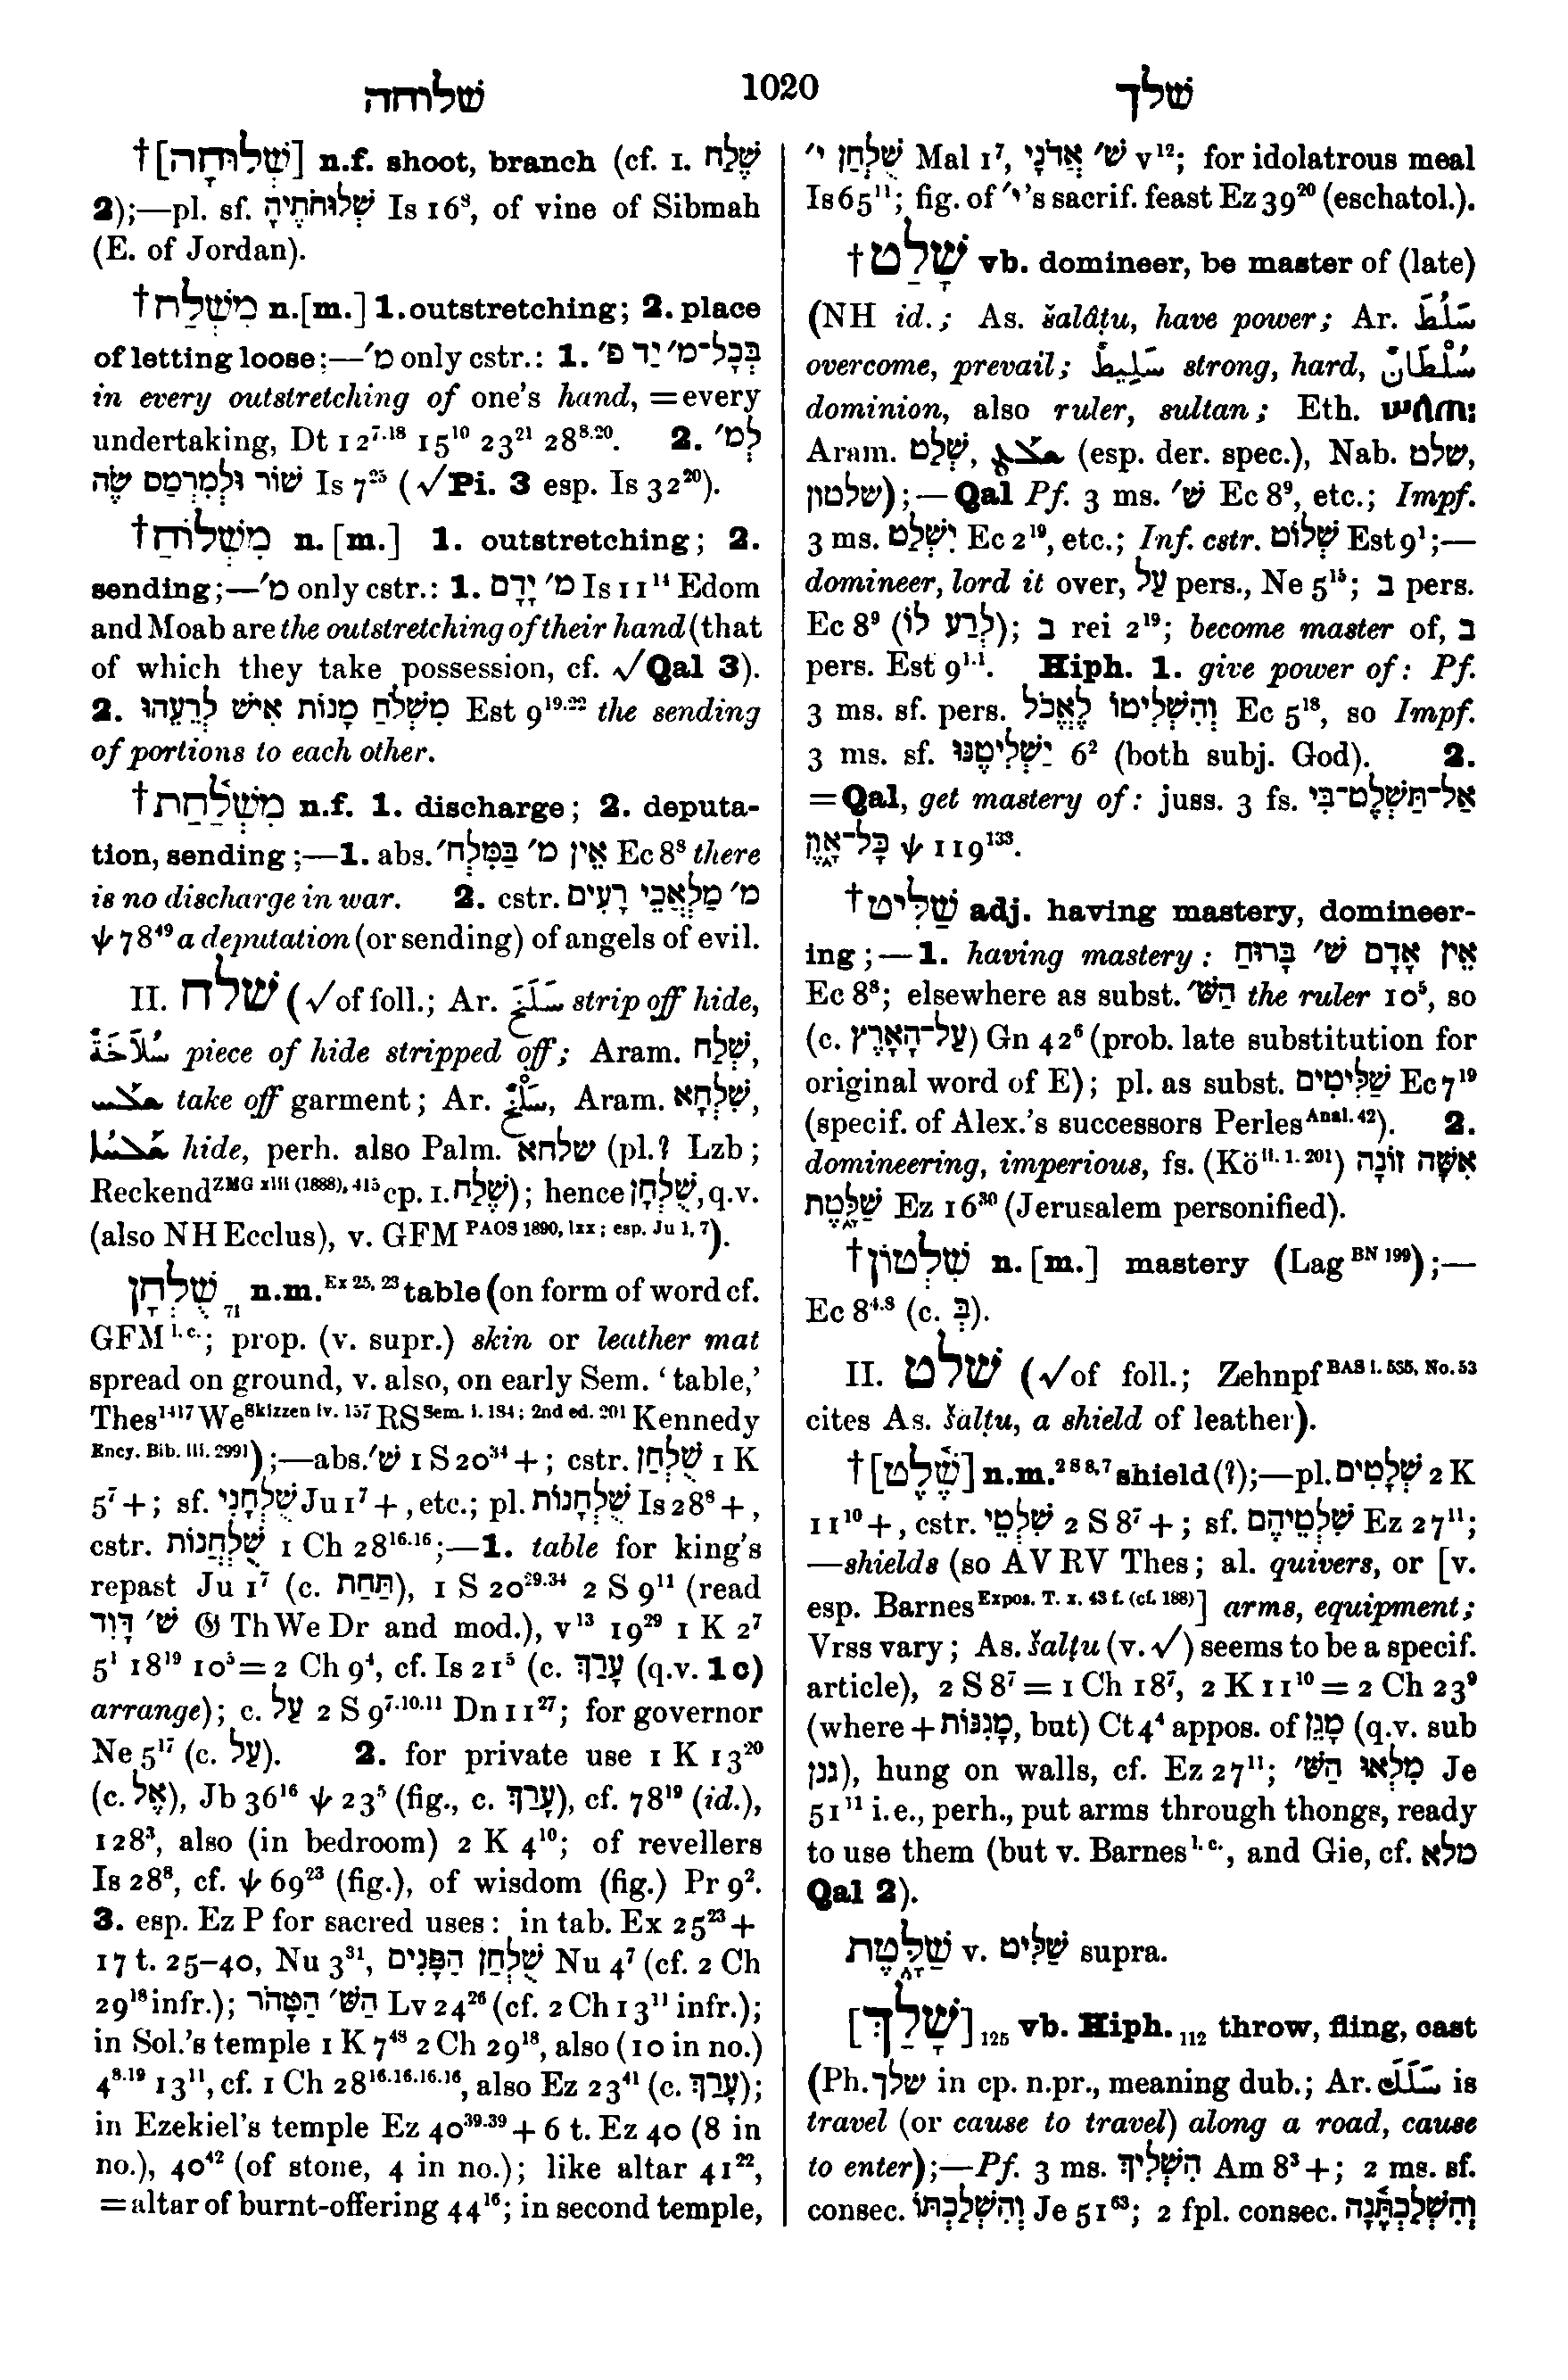 שלוחה
1020
שלך
†[שְׁלוּחָה] n.f. shoot, branch (cf. I. שֶׁלַח
2);—pl. sf. שְׁלוּחֹתֶיהָ Is 16⁸, of vine of Sibmah
(E. of Jordan).
†מִשְׁלַח n.[m.] 1. outstretching; 2. place
of letting loose;—מ׳ only cstr.: 1. בְּכָל־מ׳ יַד פ׳
in every outstretching of one's hand, = every
undertaking, Dt 12⁷·¹⁸ 15¹⁰ 23²¹ 28⁸·²⁰. 2. לְמ׳
שׁוֹר וּלְמִרְמַס שֶׂה Is 7²⁵ (√Pi. 3 esp. Is 32²⁰).
†מִשְׁלוֹחַ n. [m.] 1. outstretching; 2.
sending;—מ׳ only cstr.: 1. מ׳ יָדָם Is 11¹⁴ Edom
and Moab are the outstretching of their hand (that
of which they take possession, cf. √Qal 3).
2. מִשְׁלֹחַ מָנוֹת אִישׁ לְרֵעֵהוּ Est 9¹⁹·²² the sending
of portions to each other.
†מִשְׁלַחַת n.f. 1. discharge; 2. deputa-
tion, sending;—1. abs. אֵין מ׳ בַּמִּלְח׳ Ec 8⁸ there
is no discharge in war. 2. cstr. מ׳ מַלְאֲכֵי רָעִים
ψ 78⁴⁹ a deputation (or sending) of angels of evil.
II. שׁלח (√of foll.; Ar. سَلَخَ strip off hide,
سُلَاخَةٌ piece of hide stripped off; Aram. שְׁלַח,
ܫܠܚ take off garment; Ar. سَلْخٌ, Aram. שִׁלְחָא,
ܫܠܚܐ hide, perh. also Palm. שלחא (pl.? Lzb;
Reckend ZMG xlii (1888), 415 cp. I. שֶׁלַח); hence שֻׁלְחָן, q.v.
(also NH Ecclus), v. GFM PAOS 1890, lxx; esp. Ju 1, 7).
שֻׁלְחָן 71 n.m. Ex 25, 23 table (on form of word cf.
GFM l.c.; prop. (v. supr.) skin or leather mat
spread on ground, v. also, on early Sem. 'table,'
Thes¹⁴¹⁷ We Skizzen iv. 157 RS Sem. i. 184; 2nd ed. 201 Kennedy
Ency. Bib. iii. 2991);—abs. שׁ׳ 1 S 20³⁴ +; cstr. שֻׁלְחַן 1 K
5⁷ +; sf. שֻׁלְחָנִי Ju 1⁷ +, etc.; pl. שֻׁלְחָנוֹת Is 28⁸ +,
cstr. שֻׁלְחֲנוֹת 1 Ch 28¹⁶·¹⁶;—1. table for king's
repast Ju 1⁷ (c. תַּחַת), 1 S 20²⁹·³⁴ 2 S 9¹¹ (read
שׁ׳ דָּוִד 𝔊 Th We Dr and mod.), v¹³ 19²⁹ 1 K 2⁷
5¹ 18¹⁹ 10⁵ = 2 Ch 9⁴, cf. Is 21⁵ (c. עָרַךְ (q.v. 1 c)
arrange); c. עַל 2 S 9⁷·¹⁰·¹¹ Dn 11²⁷; for governor
Ne 5¹⁷ (c. עַל). 2. for private use 1 K 13²⁰
(c. אֶל), Jb 36¹⁶ ψ 23⁵ (fig., c. עָרַךְ), cf. 78¹⁹ (id.),
128³, also (in bedroom) 2 K 4¹⁰; of revellers
Is 28⁸, cf. ψ 69²³ (fig.), of wisdom (fig.) Pr 9².
3. esp. Ez P for sacred uses: in tab. Ex 25²³ +
17 t. 25–40, Nu 3³¹, שֻׁלְחַן הַפָּנִים Nu 4⁷ (cf. 2 Ch
29¹⁸ infr.); הַשּׁ׳ הַטָּהֹר Lv 24²⁶ (cf. 2 Ch 13¹¹ infr.);
in Sol.'s temple 1 K 7⁴⁸ 2 Ch 29¹⁸, also (10 in no.)
4⁸·¹⁹ 13¹¹, cf. 1 Ch 28¹⁶·¹⁶·¹⁶·¹⁶, also Ez 23⁴¹ (c. עָרַךְ);
in Ezekiel's temple Ez 40³⁹·³⁹ + 6 t. Ez 40 (8 in
no.), 40⁴² (of stone, 4 in no.); like altar 41²²,
= altar of burnt-offering 44¹⁶; in second temple,
שֻׁלְחַן י׳ Mal 1⁷, שׁ׳ אֲדֹנָי v¹²; for idolatrous meal
Is 65¹¹; fig. of י׳'s sacrif. feast Ez 39²⁰ (eschatol.).
†שָׁלַט vb. domineer, be master of (late)
(NH id.; As. šalâṭu, have power; Ar. سَلُطَ
overcome, prevail; سَلِيطٌ strong, hard, سُلْطَانٌ
dominion, also ruler, sultan; Eth. ሠለጠ:
Aram. שְׁלֵט, ܫܠܛ (esp. der. spec.), Nab. שלט,
שלטון);—Qal Pf. 3 ms. שׁ׳ Ec 8⁹, etc.; Impf.
3 ms. יִשְׁלַט Ec 2¹⁹, etc.; Inf. cstr. שְׁלוֹט Est 9¹;—
domineer, lord it over, עַל pers., Ne 5¹⁵; ב pers.
Ec 8⁹ (לְרַע לוֹ); ב rei 2¹⁹; become master of, ב
pers. Est 9¹·¹. Hiph. 1. give power of: Pf.
3 ms. sf. pers. וְהִשְׁלִיטוֹ לֶאֱכֹל Ec 5¹⁸, so Impf.
3 ms. sf. יַשְׁלִיטֶנּוּ 6² (both subj. God). 2.
=Qal, get mastery of: juss. 3 fs. אַל־תַּשְׁלֶט־בִּי
כָל־אָוֶן ψ 119¹³³.
†שַׁלִּיט adj. having mastery, domineer-
ing;—1. having mastery: אֵין אָדָם שׁ׳ בָּרוּחַ
Ec 8⁸; elsewhere as subst. הַשּׁ׳ the ruler 10⁵, so
(c. עַל־הָאָרֶץ) Gn 42⁶ (prob. late substitution for
original word of E); pl. as subst. שַׁלִּיטִים Ec 7¹⁹
(specif. of Alex.'s successors Perles Anal. 42). 2.
domineering, imperious, fs. (Kö ii. 1. 201) אִשָּׁה זוֹנָה
שַׁלָּטֶת Ez 16³⁰ (Jerusalem personified).
†שִׁלְטוֹן n. [m.] mastery (Lag BN 199);—
Ec 8⁴·⁸ (c. בְּ).
II. שׁלט (√of foll.; Zehnpf BAS i. 535, No. 53
cites As. šalṭu, a shield of leather).
†[שֶׁלֶט] n.m. 2 S 8, 7 shield (?);—pl. שְׁלָטִים 2 K
11¹⁰ +, cstr. שִׁלְטֵי 2 S 8⁷ +; sf. שִׁלְטֵיהֶם Ez 27¹¹;
—shields (so AV RV Thes; al. quivers, or [v.
esp. Barnes Expos. T. x. 43 f. (cf. 188)] arms, equipment;
Vrss vary; As. šalṭu (v. √) seems to be a specif.
article), 2 S 8⁷ = 1 Ch 18⁷, 2 K 11¹⁰ = 2 Ch 23⁹
(where + מָגִנּוֹת, but) Ct 4⁴ appos. of מָגֵן (q.v. sub
גנן), hung on walls, cf. Ez 27¹¹; מִלְאוּ הַשּׁ׳ Je
51¹¹ i.e., perh., put arms through thongs, ready
to use them (but v. Barnes l.c., and Gie, cf. מלא
Qal 2).
שַׁלֶּטֶת v. שַׁלִּיט supra.
[שָׁלַךְ] 125 vb. Hiph. 112 throw, fling, cast
(Ph. שלך in cp. n.pr., meaning dub.; Ar. سَلَكَ is
travel (or cause to travel) along a road, cause
to enter);—Pf. 3 ms. הִשְׁלִיךְ Am 8³ +; 2 ms. sf.
consec. וְהִשְׁלַכְתּוֹ Je 51⁶³; 2 fpl. consec. וְהִשְׁלַכְתֶּנָה